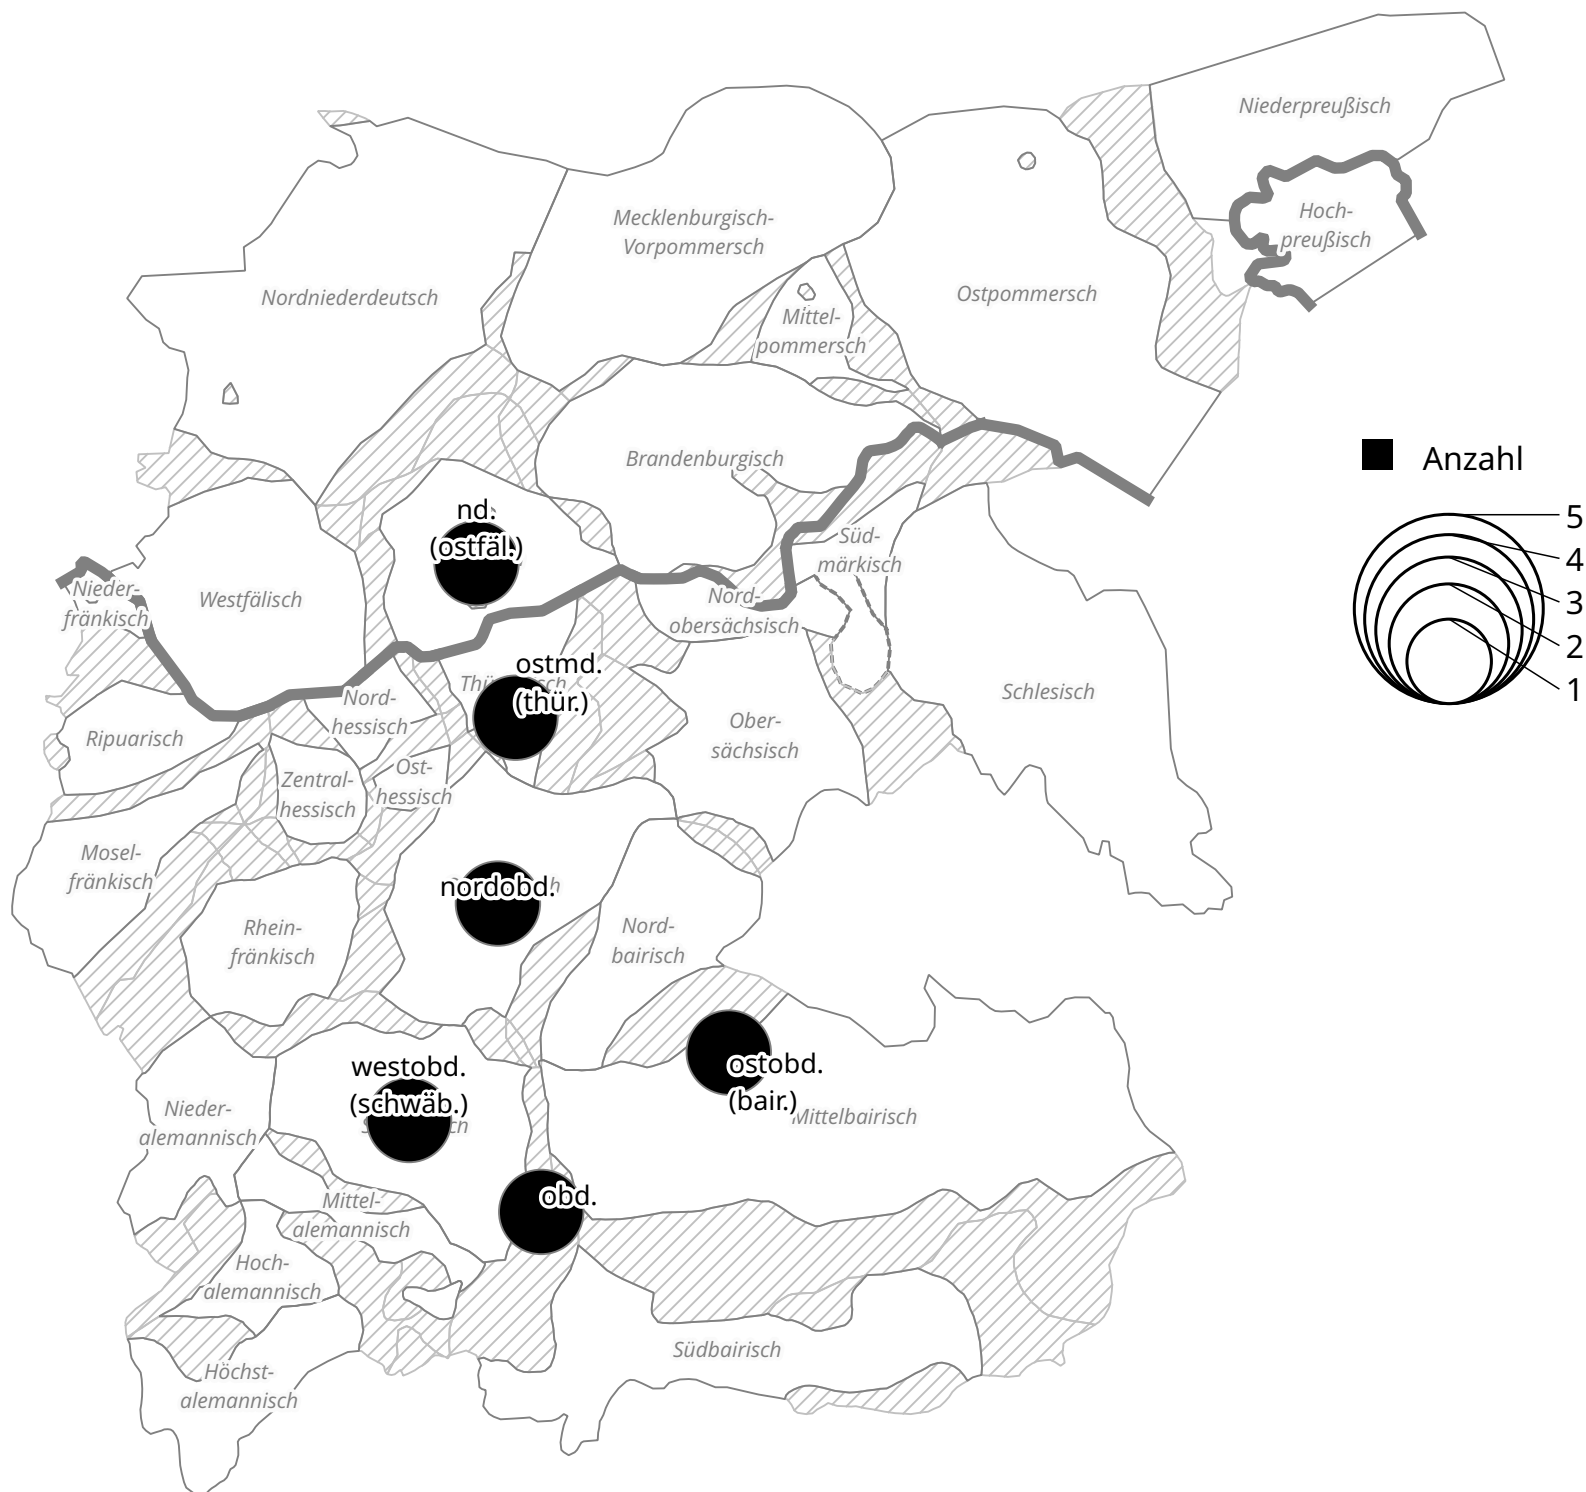 Niederpreußisch
Hoch-
preußisch
Mecklenburgisch-
Vorpommersch
Nordniederdeutsch
Ostpommersch
Mittel-
pommersch
Brandenburgisch
Anzahl
5
4
3
2
1
nd.
(ostfäl.)
Süd-
märkisch
Nieder-
fränkisch
Westfälisch
Nord-
obersächsisch
ostmd.
(thür.)
Schlesisch
Nord-
hessisch
Ober-
sächsisch
Ripuarisch
Ost-
hessisch
Zentral-
hessisch
Mosel-
fränkisch
nordobd.
Rhein-
fränkisch
Nord-
bairisch
westobd.
(schwäb.)
ostobd.
(bair.)
Mittelbairisch
Nieder-
alemannisch
obd.
Mittel-
alemannisch
Hoch-
alemannisch
Südbairisch
Höchst-
alemannisch